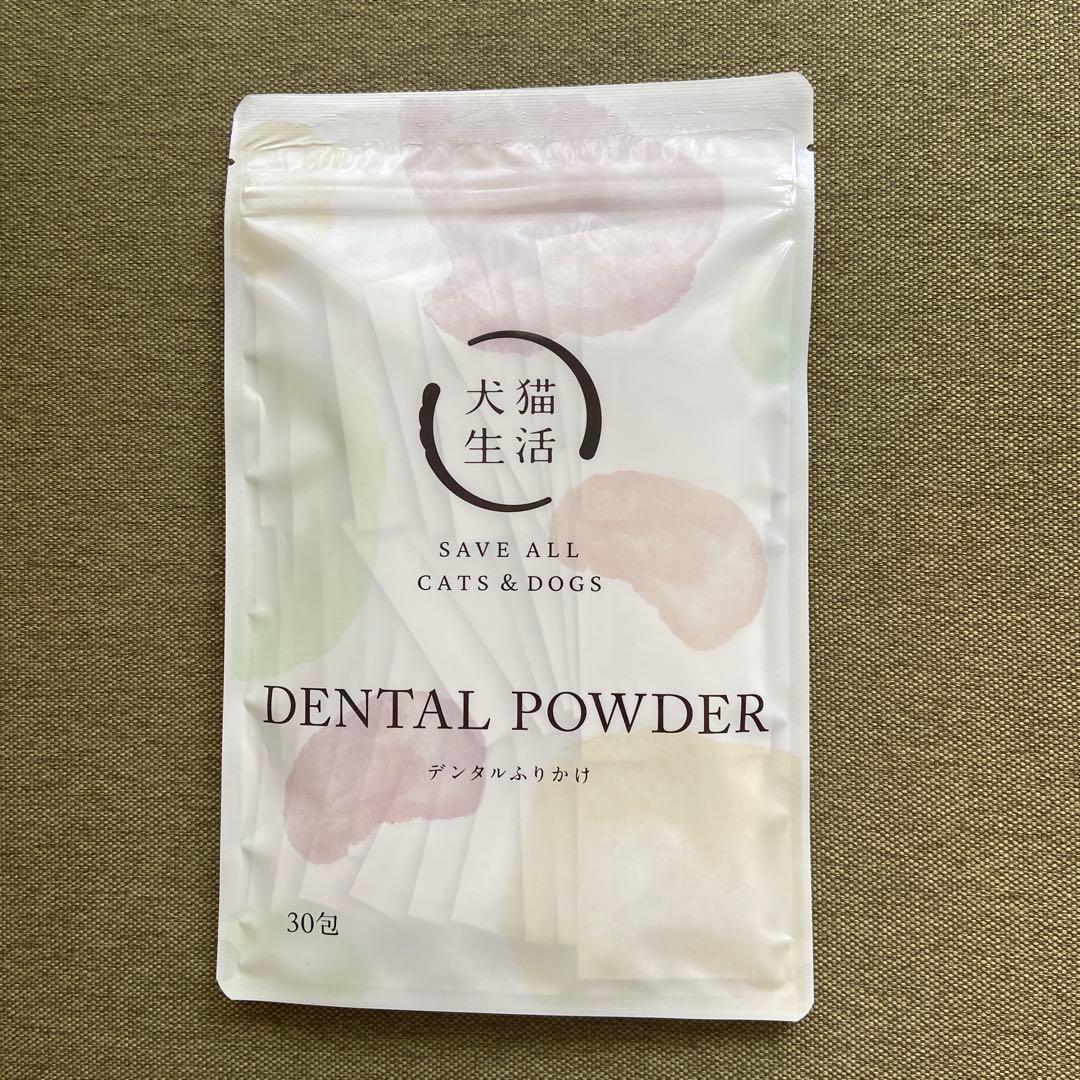 犬猫
生活
SAVE ALL
CATS & DOGS
DENTAL POWDER
デンタルふりかけ
30包